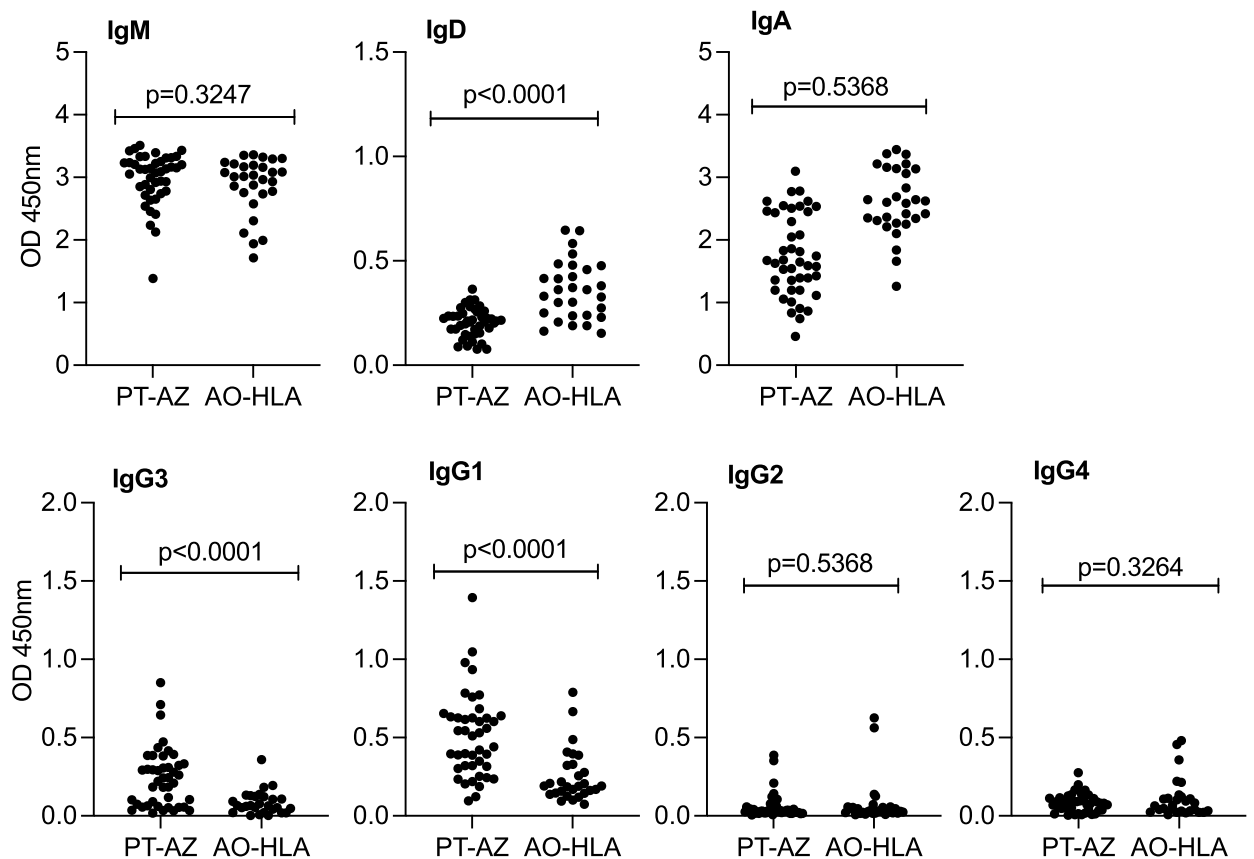 IgM
5
4
3
2
1
0
OD 450nm
p=0.3247
PT-AZ AO-HLA
IgD
1.5
1.0
0.5
0.0
p<0.0001
PT-AZ AO-HLA
IgA
5
4
3
2
1
0
p=0.5368
PT-AZ AO-HLA
IgG3
2.0
1.5
1.0
0.5
0.0
OD 450nm
p<0.0001
PT-AZ AO-HLA
IgG1
2.0
1.5
1.0
0.5
0.0
p<0.0001
PT-AZ AO-HLA
IgG2
2.0
1.5
1.0
0.5
0.0
p=0.5368
PT-AZ AO-HLA
IgG4
2.0
1.5
1.0
0.5
0.0
p=0.3264
PT-AZ AO-HLA